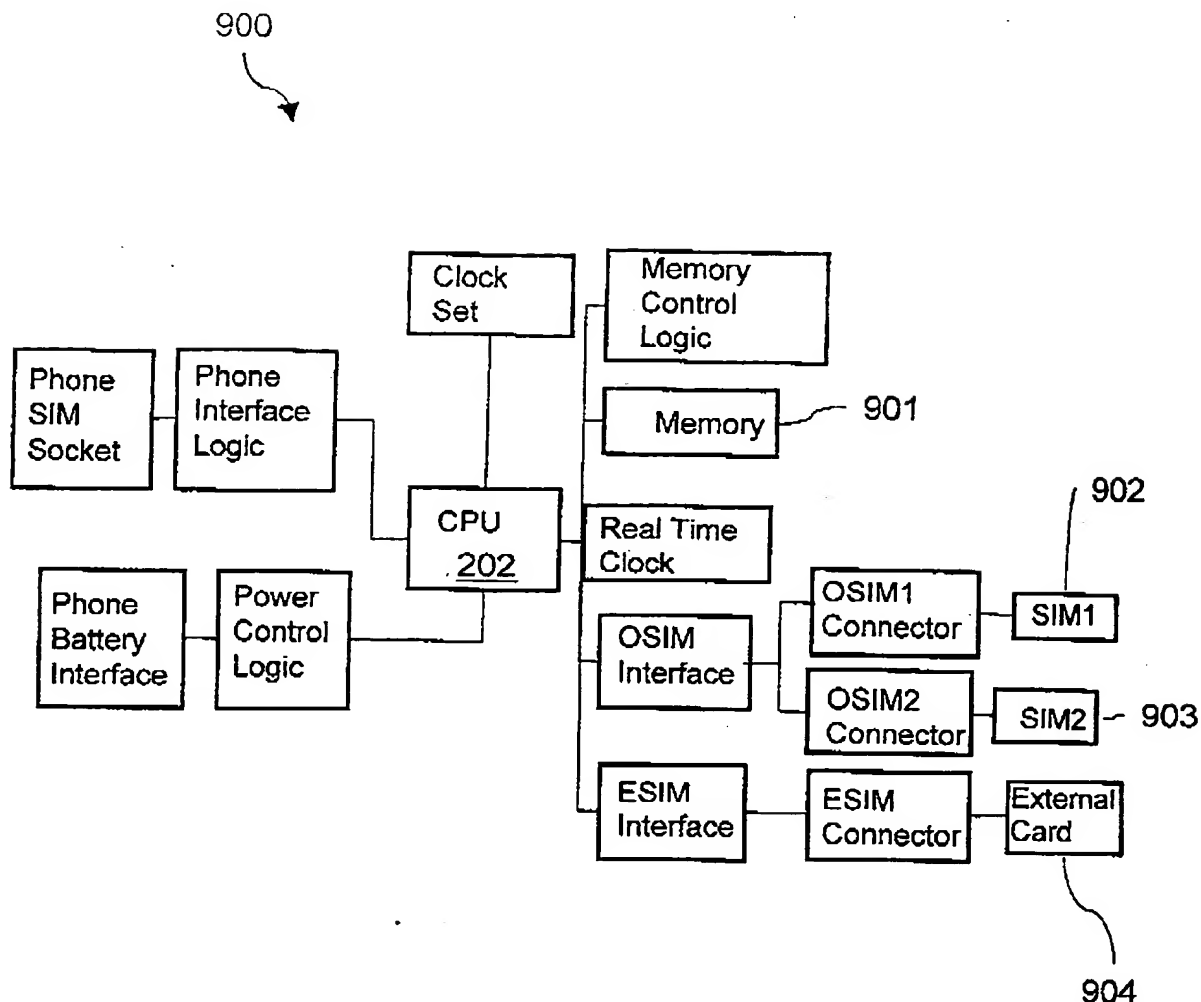 900
Clock
Set
Memory
Control
Logic
Phone
SIM
Socket
Phone
Interface
Logic
Memory
901
CPU
202
Real Time
Clock
902
Phone
Battery
Interface
Power
Control
Logic
OSIM
Interface
OSIM1
Connector
SIM1
OSIM2
Connector
SIM2
903
ESIM
Interface
ESIM
Connector
External
Card
904